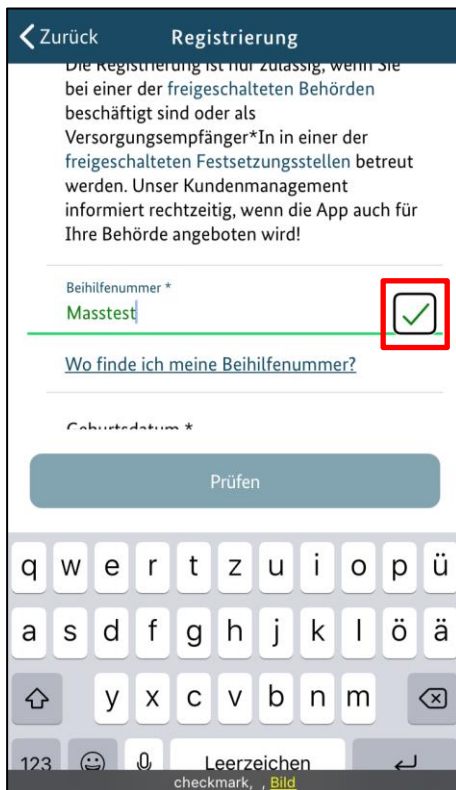 Zurück Registrierung
Die Registrierung ist nur zulässig, wenn Sie
bei einer der freigeschalteten Behörden
beschäftigt sind oder als
Versorgungsempfänger*In in einer der
freigeschalteten Festsetzungsstellen betreut
werden. Unser Kundenmanagement
informiert rechtzeitig, wenn die App auch für
Ihre Behörde angeboten wird!
Beihilfenummer *
Masstest
Wo finde ich meine Beihilfenummer?
Geburtsdatum *
Prüfen
q w e r t z u i o p ü
a s d f g h j k l ö ä
y x c v b n m
123 Leerzeichen
checkmark, , Bild